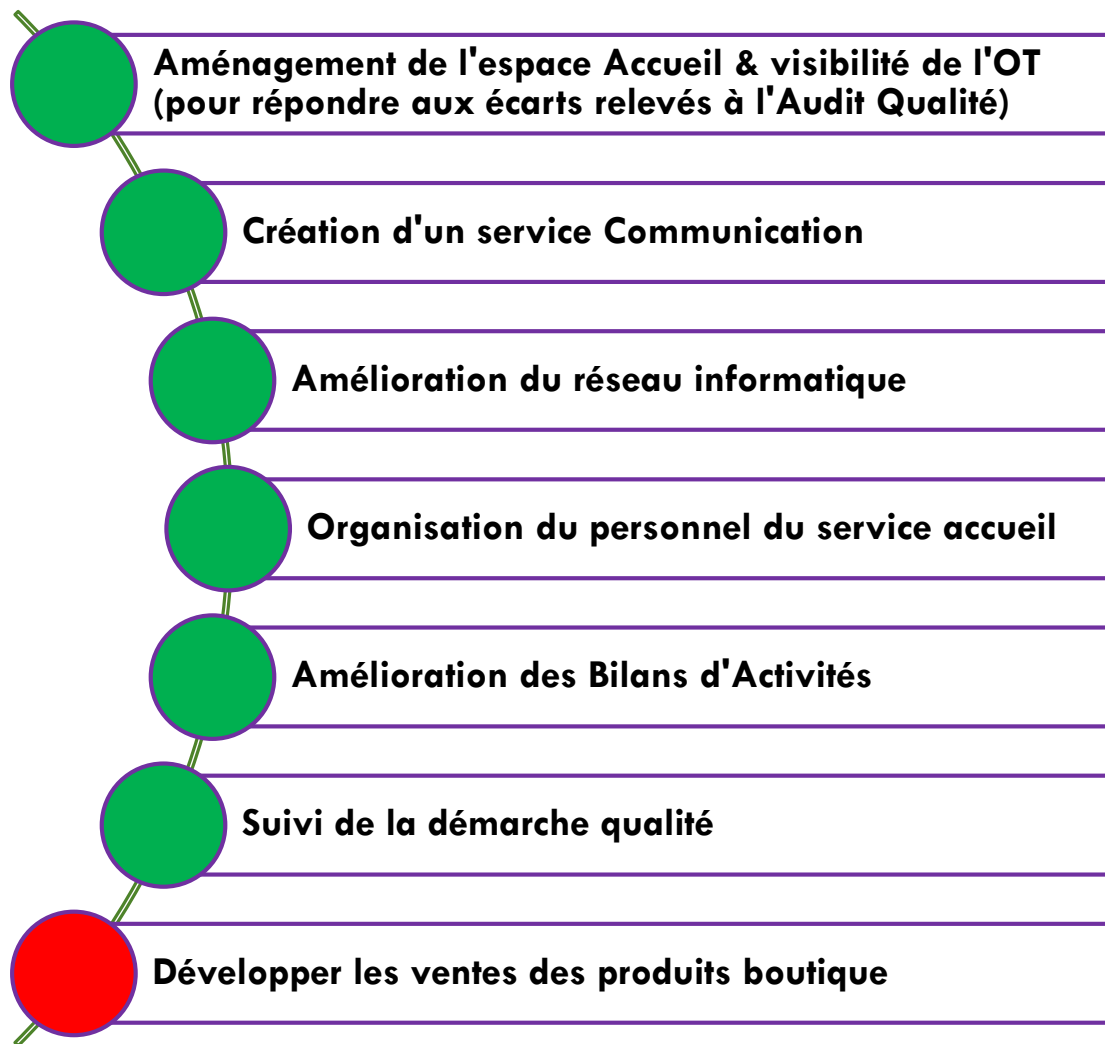 Aménagement de l'espace Accueil & visibilité de l'OT
(pour répondre aux écarts relevés à l'Audit Qualité)
Création d'un service Communication
Amélioration du réseau informatique
Organisation du personnel du service accueil
Amélioration des Bilans d'Activités
Suivi de la démarche qualité
Développer les ventes des produits boutique